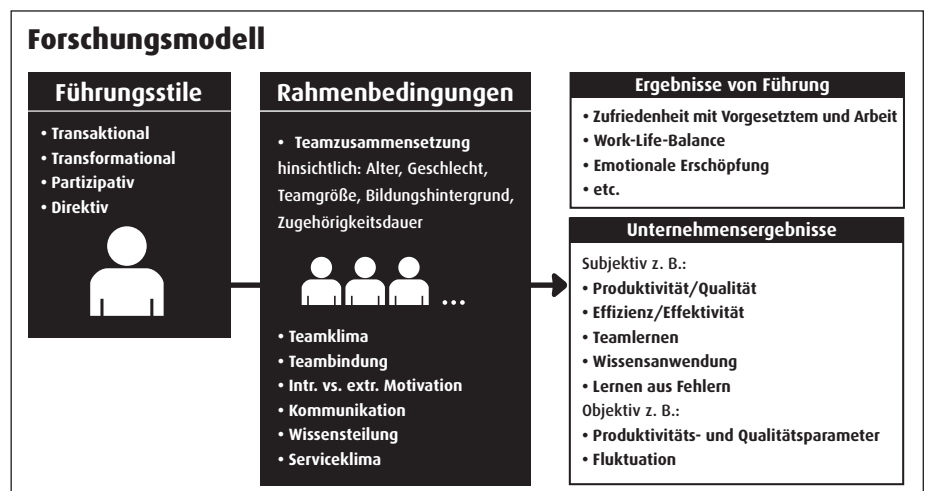 Forschungsmodell
Führungsstile
• Transaktional
• Transformational
• Partizipativ
• Direktiv
Rahmenbedingungen
• Teamzusammensetzung
hinsichtlich: Alter, Geschlecht,
Teamgröße, Bildungshintergrund,
Zugehörigkeitsdauer
...
• Teamklima
• Teambindung
• Intr. vs. extr. Motivation
• Kommunikation
• Wissensteilung
• Serviceklima
Ergebnisse von Führung
• Zufriedenheit mit Vorgesetztem und Arbeit
• Work-Life-Balance
• Emotionale Erschöpfung
• etc.
Unternehmensergebnisse
Subjektiv z. B.:
• Produktivität/Qualität
• Effizienz/Effektivität
• Teamlernen
• Wissensanwendung
• Lernen aus Fehlern
Objektiv z. B.:
• Produktivitäts- und Qualitätsparameter
• Fluktuation